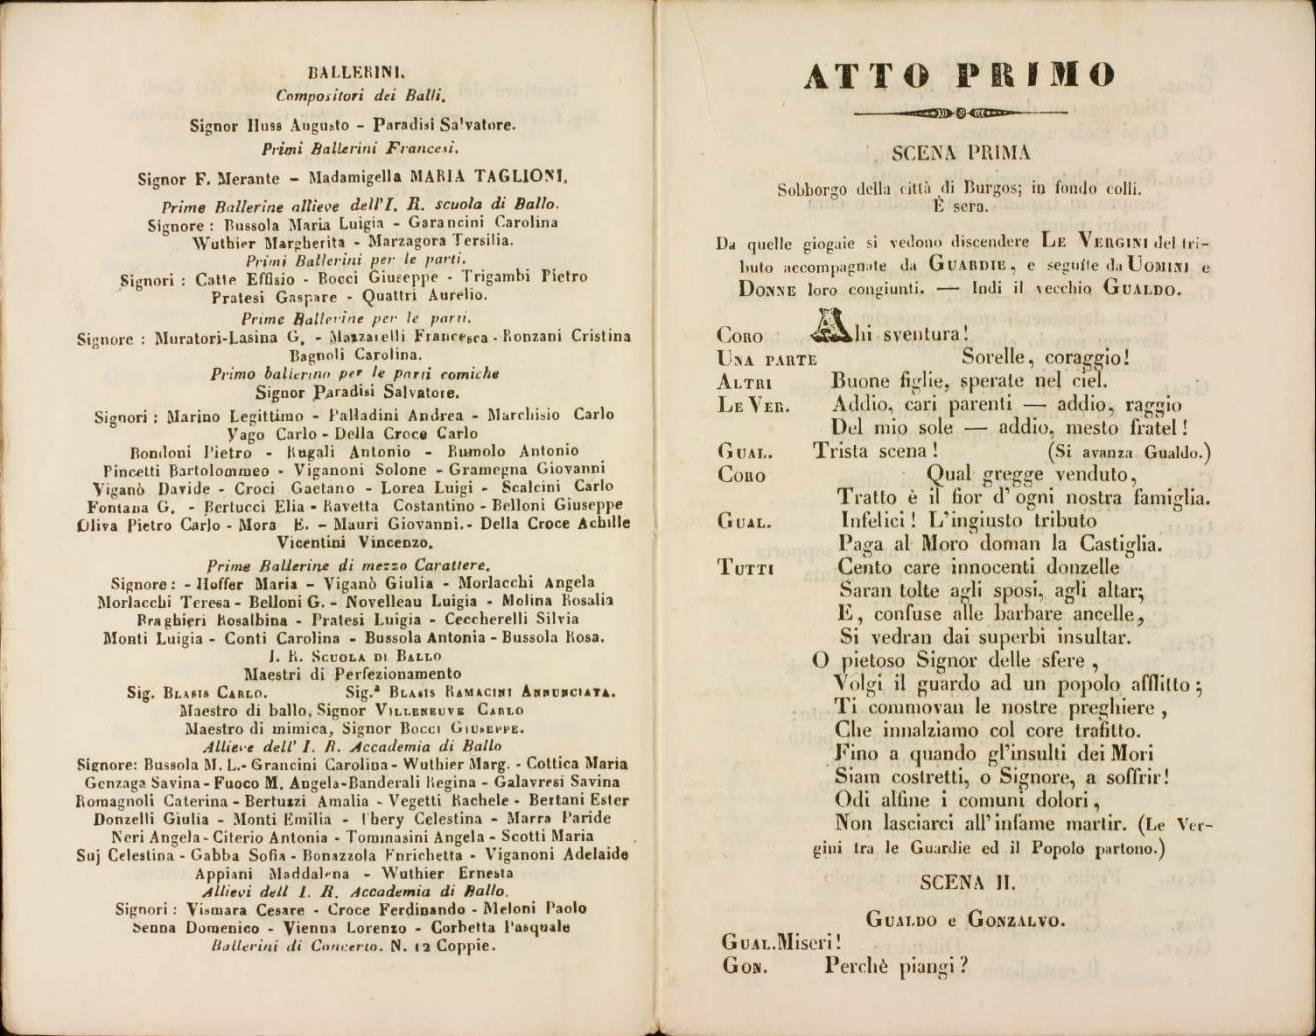 BALLERINI.
Compositori dei Balli.
Signor Huss Augusto - Paradisi Salvatore.
Primi Ballerini Francesi.
Signor F. Merante - Madamigella MARIA TAGLIONI,
Prime Ballerine allieve dell'I. R. scuola di Ballo.
Signore : Bussola Maria Luigia - Garancini Carolina
Wuthier Margherita - Marzagora Tersilia.
Primi Ballerini per le parti.
Signori : Catte Effisio - Bocci Giuseppe - Trigambi Pietro
Pratesi Gaspare - Quattri Aurelio.
Prime Ballerine per le parti.
Signore : Muratori-Lasina G. - Mazzarelli Francesca - Ronzani Cristina
Bagnoli Carolina.
Primo ballerino per le parti comiche
Signor Paradisi Salvatore.
Signori : Marino Legittimo - Palladini Andrea - Marchisio Carlo
Vago Carlo - Della Croce Carlo
Rondoni Pietro - Rugali Antonio - Rumolo Antonio
Pincetti Bartolommeo - Viganoni Solone - Gramegna Giovanni
Viganò Davide - Croci Gaetano - Lorea Luigi - Scalcini Carlo
Fontana G. - Bertucci Elia - Ravetta Costantino - Belloni Giuseppe
Oliva Pietro Carlo - Mora E. - Mauri Giovanni. - Della Croce Achille
Vicentini Vincenzo.
Prime Ballerine di mezzo Carattere.
Signore : - Hoffer Maria - Viganò Giulia - Morlacchi Angela
Morlacchi Teresa - Belloni G. - Novelleau Luigia - Molina Rosalia
Braghieri Rosalbina - Pratesi Luigia - Ceccherelli Silvia
Monti Luigia - Conti Carolina - Bussola Antonia - Bussola Rosa.
I. R. SCUOLA DI BALLO
Maestri di Perfezionamento
Sig. BLASIS CARLO. Sig.ª BLASIS RAMACINI ANNUNCIATA.
Maestro di ballo, Signor VILLENEUVE CARLO
Maestro di mimica, Signor BOCCI GIUSEPPE.
Allieve dell' I. R. Accademia di Ballo
Signore: Bussola M. L.- Grancini Carolina- Wuthier Marg. - Cottica Maria
Gonzaga Savina - Fuoco M. Angela-Banderali Regina - Galavresi Savina
Romagnoli Caterina - Bertuzzi Amalia - Vegetti Rachele - Bertani Ester
Donzelli Giulia - Monti Emilia - Thery Celestina - Marra Paride
Neri Angela - Citerio Antonia - Tommasini Angela - Scotti Maria
Suj Celestina - Gabba Sofia - Bonazzola Enrichetta - Viganoni Adelaide
Appiani Maddalena - Wuthier Ernesta
Allievi dell I. R. Accademia di Ballo.
Signori : Vismara Cesare - Croce Ferdinando - Meloni Paolo
Senna Domenico - Vienna Lorenzo - Corbetta Pasquale
Ballerini di Concerto. N. 12 Coppie.
ATTO PRIMO
SCENA PRIMA
Sobborgo della città di Burgos; in fondo colli.
È sera.
Da quelle giogaie si vedono discendere LE VERGINI del tri-
buto accompagnate da GUARDIE, e seguite da UOMINI e
DONNE loro congiunti. — Indi il vecchio GUALDO.
CORO Ahi sventura!
UNA PARTE Sorelle, coraggio!
ALTRI Buone figlie, sperate nel ciel.
LE VER. Addio, cari parenti — addio, raggio
Del mio sole — addio, mesto fratel!
GUAL. Trista scena! (Si avanza Gualdo.)
CORO Qual gregge venduto,
Tratto è il fior d'ogni nostra famiglia.
GUAL. Infelici! L'ingiusto tributo
Paga al Moro doman la Castiglia.
TUTTI Cento care innocenti donzelle
Saran tolte agli sposi, agli altar;
E, confuse alle barbare ancelle,
Si vedran dai superbi insultar.
O pietoso Signor delle sfere ,
Volgi il guardo ad un popolo afflitto ;
Ti commovan le nostre preghiere ,
Che innalziamo col core trafitto.
Fino a quando gl'insulti dei Mori
Siam costretti, o Signore, a soffrir!
Odi alfine i comuni dolori ,
Non lasciarci all'infame martir. (Le Ver-
gini tra le Guardie ed il Popolo partono.)
SCENA II.
GUALDO e GONZALVO.
GUAL. Miseri!
GON. Perchè piangi?